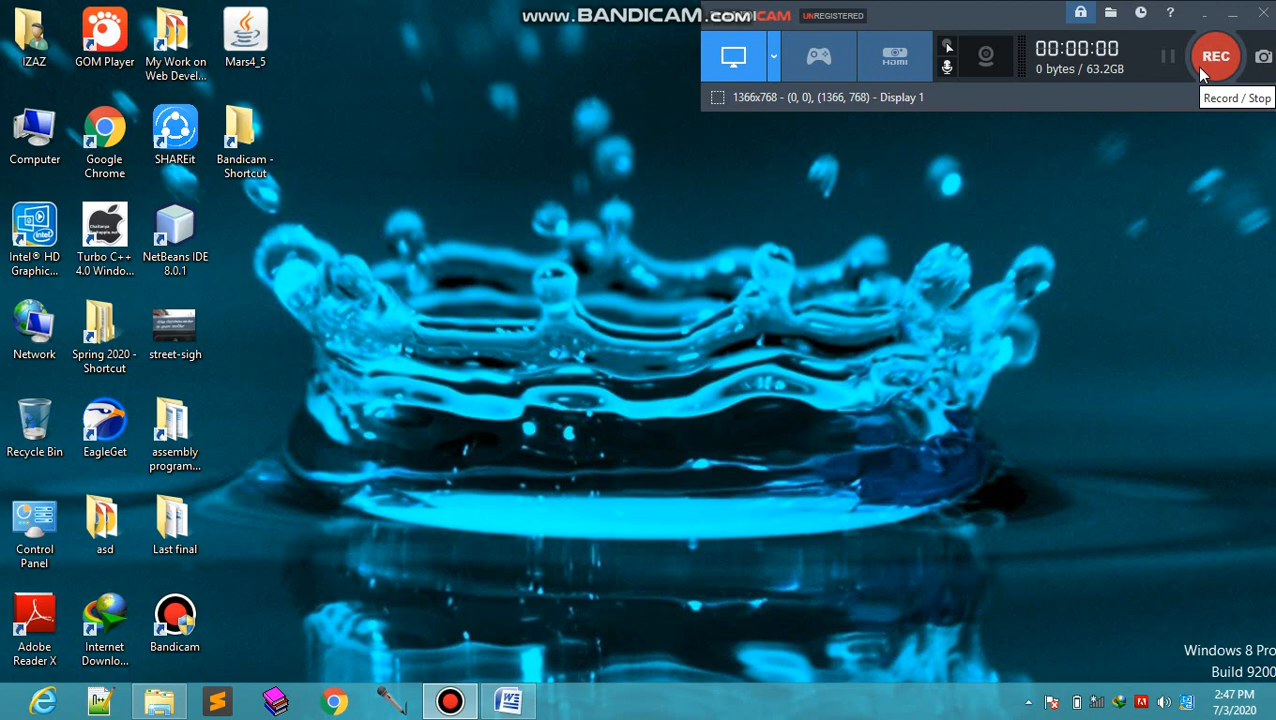 www.BANDICAM.com
BANDICAM UNREGISTERED
HDMI
00:00:00
0 bytes / 63.2GB
REC
1366x768 - (0, 0), (1366, 768) - Display 1
Record / Stop
IZAZ
GOM Player
My Work on
Web Devel...
Mars4_5
Computer
Google
Chrome
SHAREit
Bandicam -
Shortcut
Intel® HD
Graphic...
Turbo C++
4.0 Windo...
NetBeans IDE
8.0.1
Network
Spring 2020 -
Shortcut
street-sigh
Recycle Bin
EagleGet
assembly
program...
Control
Panel
asd
Last final
Adobe
Reader X
Internet
Downlo...
Bandicam
Windows 8 Pro
Build 9200
2:47 PM
7/3/2020